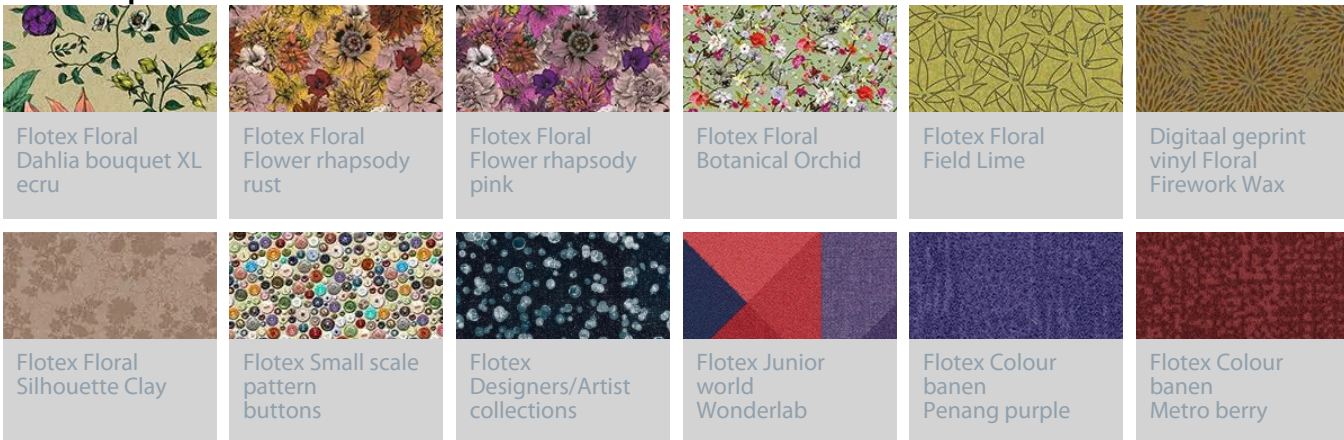 Flotex Floral
Dahlia bouquet XL
ecru
Flotex Floral
Flower rhapsody
rust
Flotex Floral
Flower rhapsody
pink
Flotex Floral
Botanical Orchid
Flotex Floral
Field Lime
Digitaal geprint
vinyl Floral
Firework Wax
Flotex Floral
Silhouette Clay
Flotex Small scale
pattern
buttons
Flotex
Designers/Artist
collections
Flotex Junior
world
Wonderlab
Flotex Colour
banen
Penang purple
Flotex Colour
banen
Metro berry